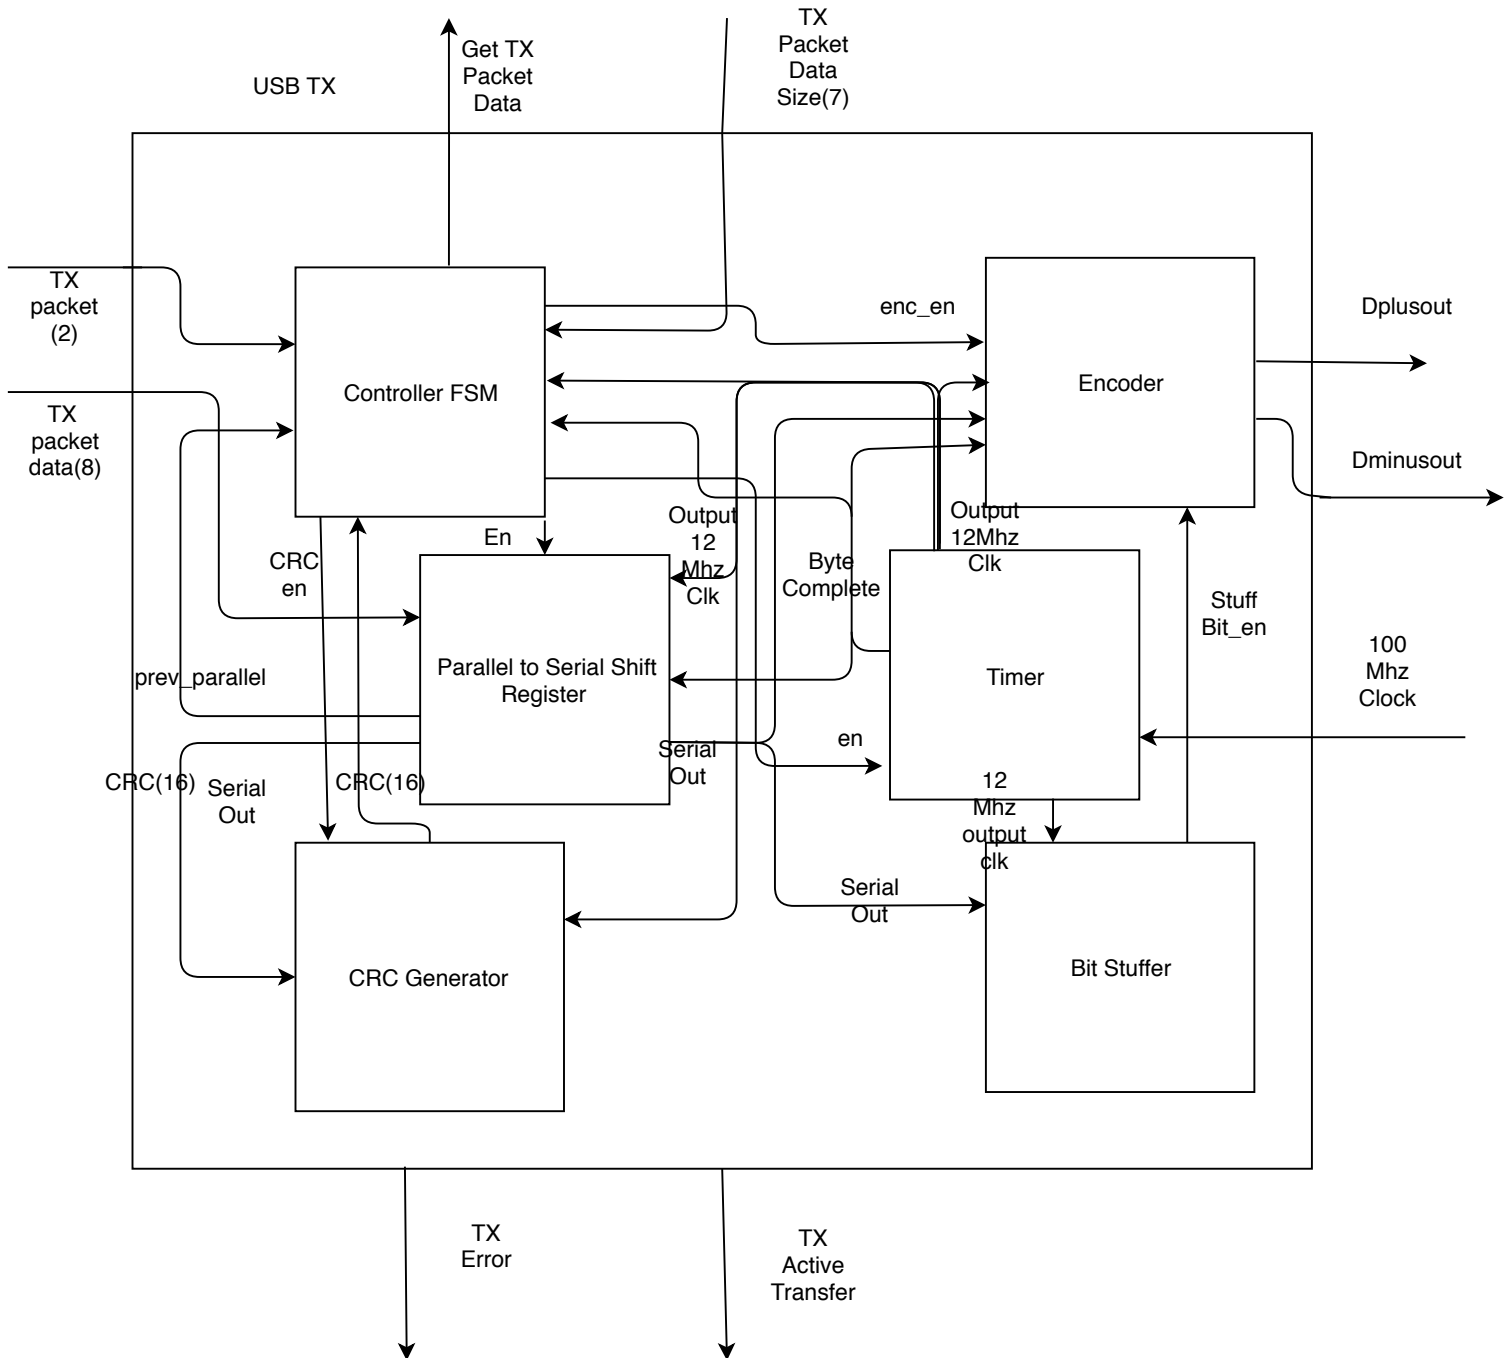 TX
Packet
Data
Size(7)
Get TX
Packet
Data
USB TX
TX
packet
(2)
enc_en
Dplusout
Controller FSM
Encoder
TX
packet
data(8)
Dminusout
Output
12
Mhz
Clk
Output
12Mhz
Clk
En
CRC
en
Byte
Complete
Stuff
Bit_en
100
Mhz
Clock
Parallel to Serial Shift
Register
Timer
prev_parallel
en
Serial
Out
CRC(16)
Serial
Out
CRC(16)
12
Mhz
output
clk
Serial
Out
CRC Generator
Bit Stuffer
TX
Error
TX
Active
Transfer